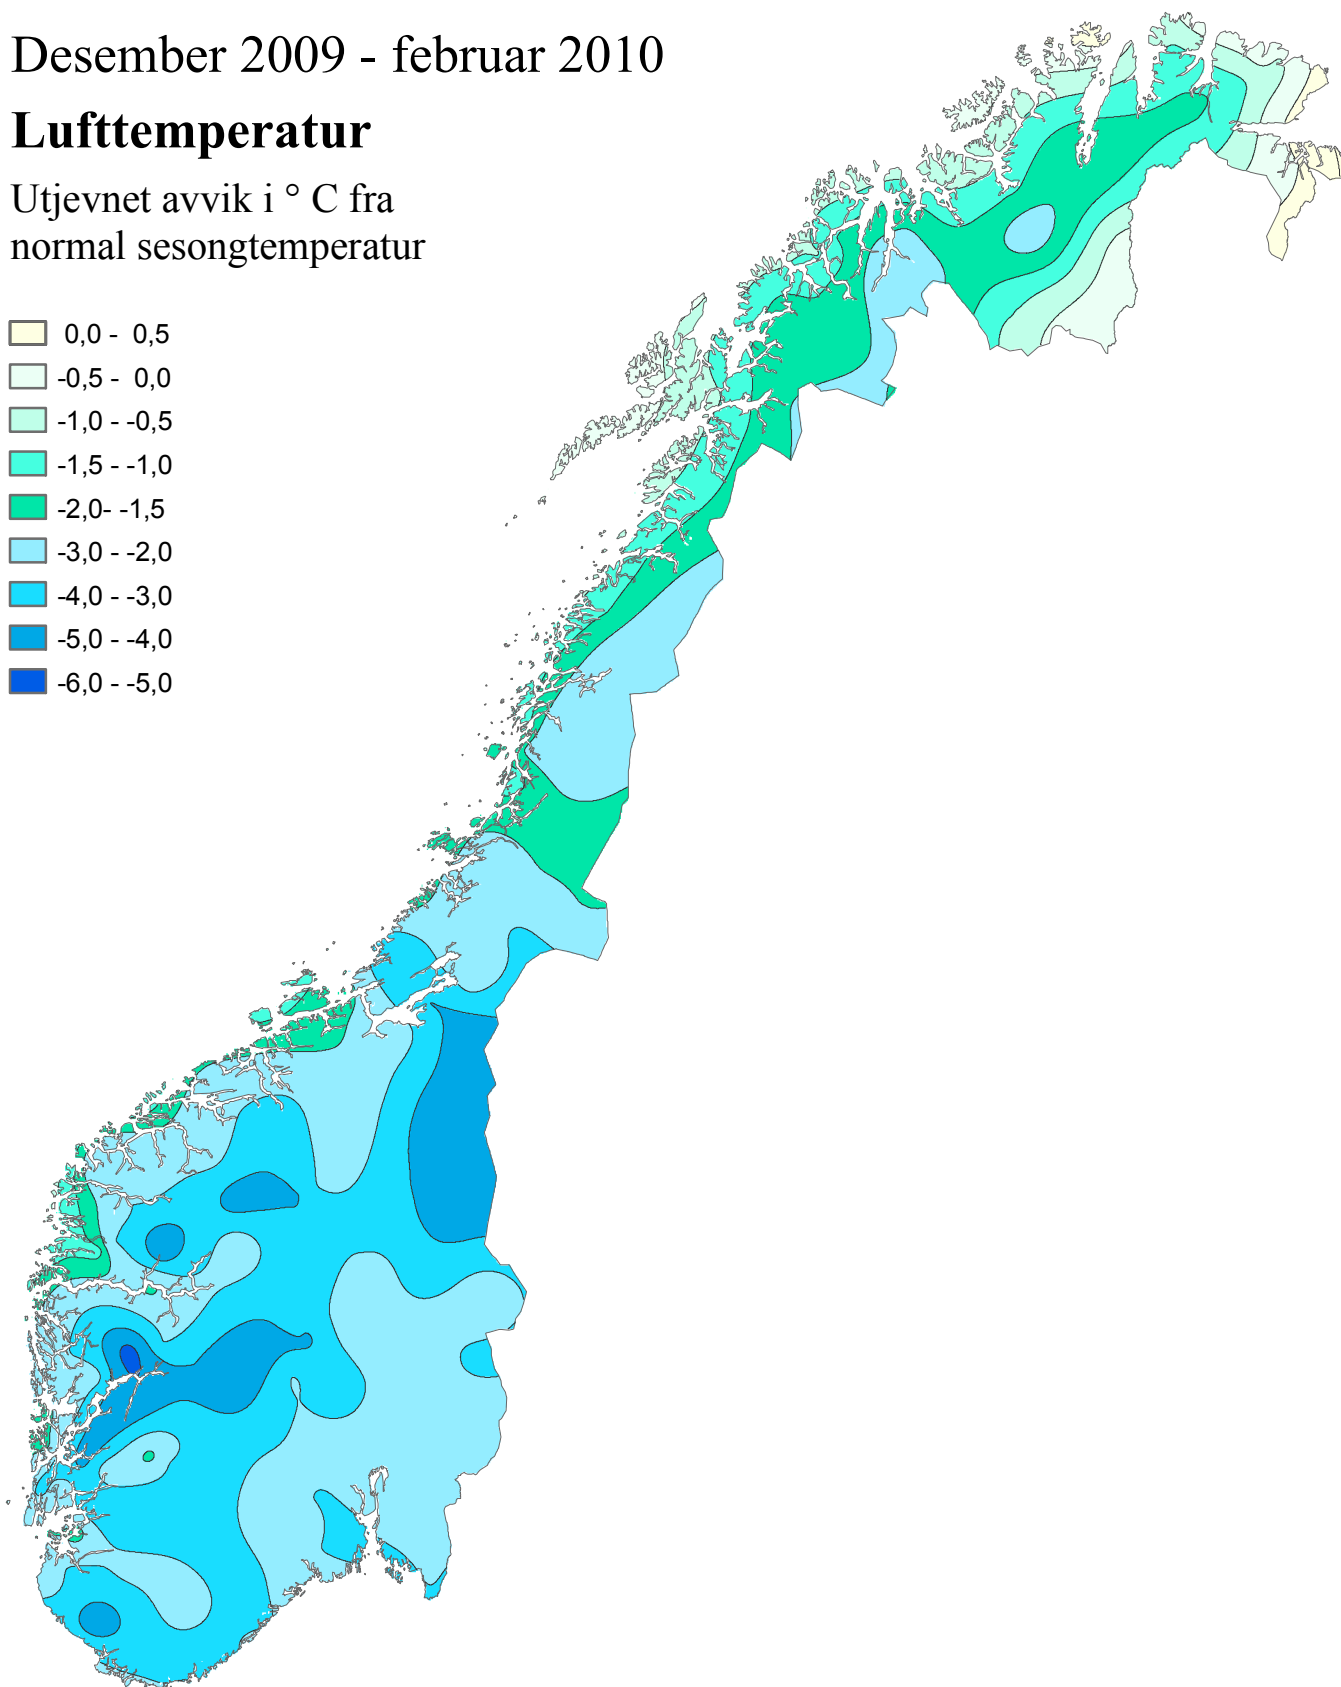 Desember 2009 - februar 2010
Lufttemperatur
Utjevnet avvik i ° C fra
normal sesongtemperatur
0,0 - 0,5
-0,5 - 0,0
-1,0 - -0,5
-1,5 - -1,0
-2,0- -1,5
-3,0 - -2,0
-4,0 - -3,0
-5,0 - -4,0
-6,0 - -5,0